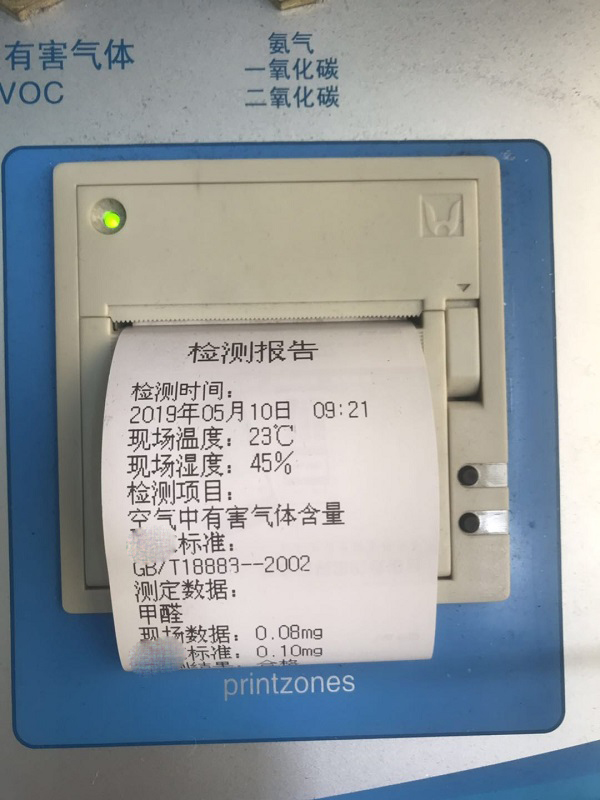 有害气体
VOC
氨气
一氧化碳
二氧化碳
检测报告
检测时间:
2019年05月10日 09:21
现场温度: 23℃
现场湿度: 45%
检测项目:
空气中有害气体含量
标准:
GB/T18883--2002
测定数据:
甲醛
现场数据: 0.08mg
标准: 0.10mg
printzones